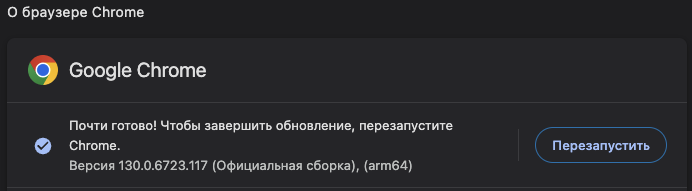 О браузере Chrome
Google Chrome
Почти готово! Чтобы завершить обновление, перезапустите
Chrome.
Версия 130.0.6723.117 (Официальная сборка), (arm64)
Перезапустить